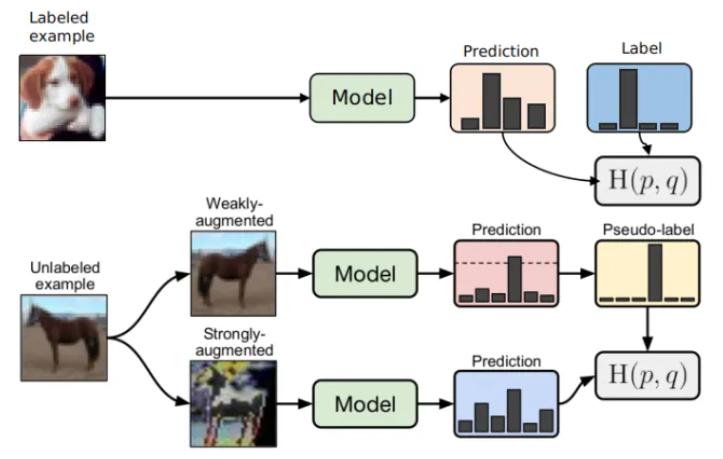 Labeled
example
Prediction
Label
Model
H(p, q)
Weakly-
augmented
Prediction
Pseudo-label
Unlabeled
example
Model
Strongly-
augmented
Prediction
H(p, q)
Model